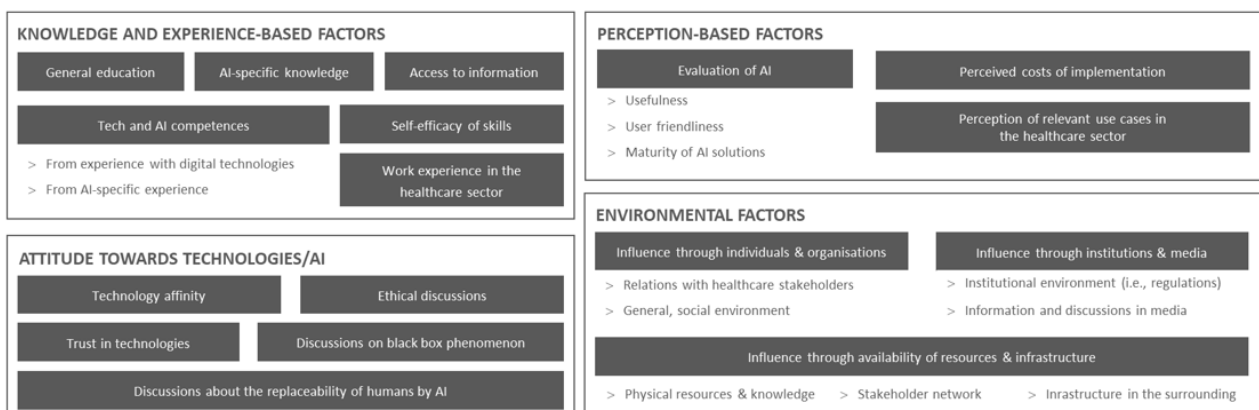 KNOWLEDGE AND EXPERIENCE-BASED FACTORS
General education
AI-specific knowledge
Access to information
Tech and AI competences
Self-efficacy of skills
> From experience with digital technologies
> From AI-specific experience
Work experience in the
healthcare sector
ATTITUDE TOWARDS TECHNOLOGIES/AI
Technology affinity
Ethical discussions
Trust in technologies
Discussions on black box phenomenon
Discussions about the replaceability of humans by AI
PERCEPTION-BASED FACTORS
Evaluation of AI
Perceived costs of implementation
> Usefulness
> User friendliness
> Maturity of AI solutions
Perception of relevant use cases in
the healthcare sector
ENVIRONMENTAL FACTORS
Influence through individuals & organisations
Influence through institutions & media
> Relations with healthcare stakeholders
> General, social environment
> Institutional environment (i.e., regulations)
> Information and discussions in media
Influence through availability of resources & infrastructure
> Physical resources & knowledge
> Stakeholder network
> Inrastructure in the surrounding